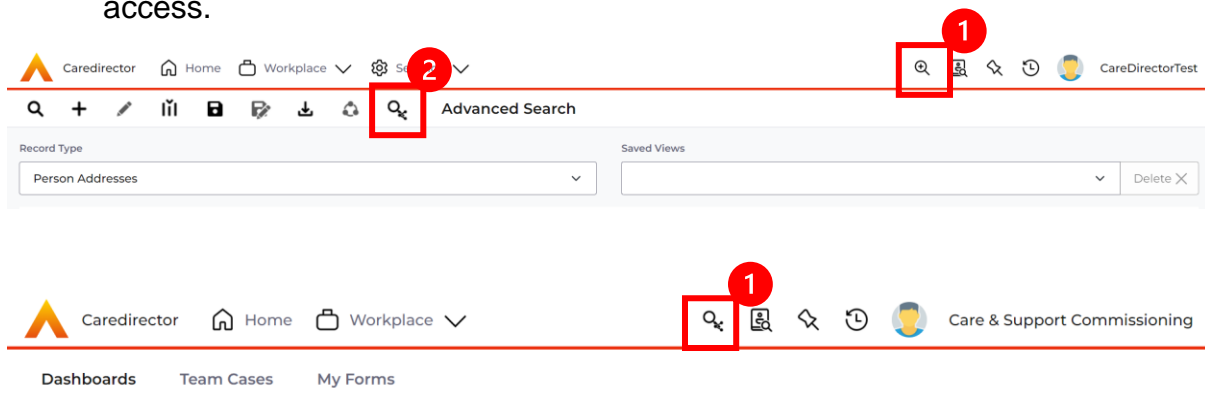 access.
1
Caredirector Home Workplace Se 2 CareDirectorTest
Advanced Search
Record Type Saved Views
Person Addresses Delete
1
Caredirector Home Workplace Care & Support Commissioning
Dashboards Team Cases My Forms